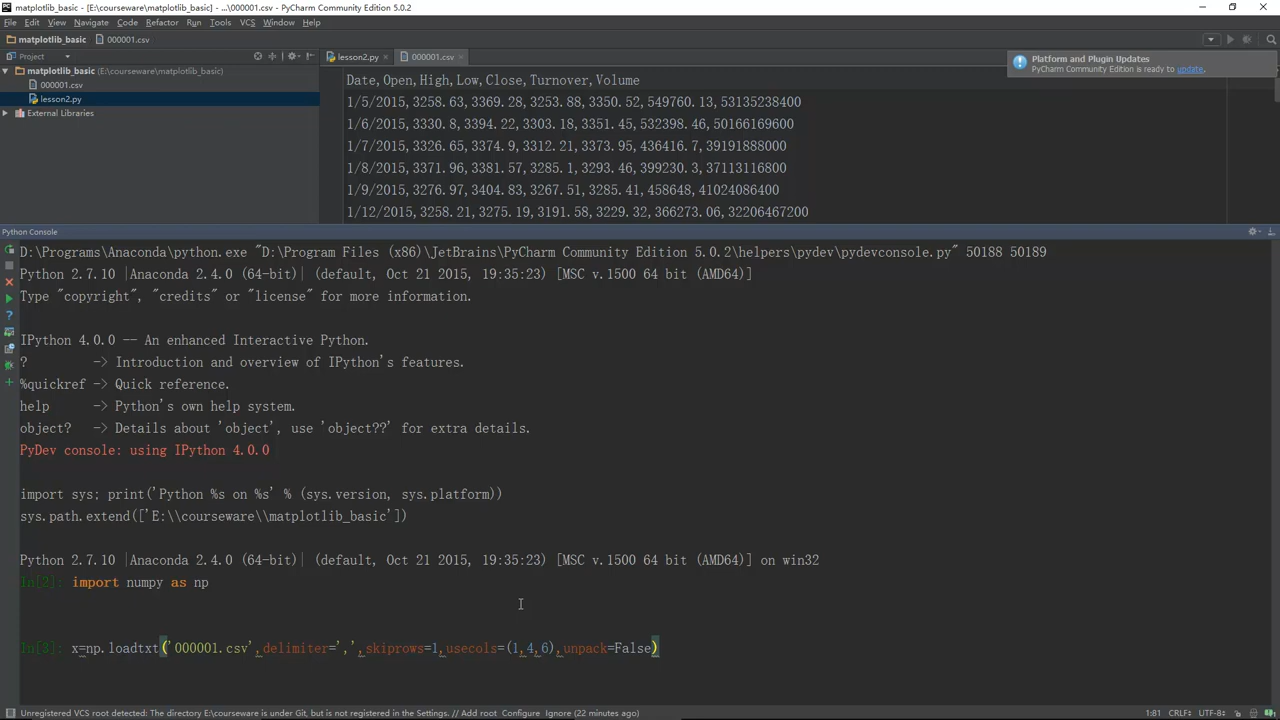 matplotlib_basic - [E:\courseware\matplotlib_basic] - ...\000001.csv - PyCharm Community Edition 5.0.2
File Edit View Navigate Code Refactor Run Tools VCS Window Help
matplotlib_basic 000001.csv
Project lesson2.py 000001.csv
Platform and Plugin Updates
PyCharm Community Edition is ready to update.
matplotlib_basic (E:\courseware\matplotlib_basic)
000001.csv
lesson2.py
External Libraries
Date,Open,High,Low,Close,Turnover,Volume
1/5/2015,3258.63,3369.28,3253.88,3350.52,549760.13,53135238400
1/6/2015,3330.8,3394.22,3303.18,3351.45,532398.46,50166169600
1/7/2015,3326.65,3374.9,3312.21,3373.95,436416.7,39191888000
1/8/2015,3371.96,3381.57,3285.1,3293.46,399230.3,37113116800
1/9/2015,3276.97,3404.83,3267.51,3285.41,458648,41024086400
1/12/2015,3258.21,3275.19,3191.58,3229.32,366273.06,32206467200
Python Console
D:\Programs\Anaconda\python.exe "D:\Program Files (x86)\JetBrains\PyCharm Community Edition 5.0.2\helpers\pydev\pydevconsole.py" 50188 50189
Python 2.7.10 |Anaconda 2.4.0 (64-bit)| (default, Oct 21 2015, 19:35:23) [MSC v.1500 64 bit (AMD64)]
Type "copyright", "credits" or "license" for more information.
IPython 4.0.0 -- An enhanced Interactive Python.
? -> Introduction and overview of IPython's features.
%quickref -> Quick reference.
help -> Python's own help system.
object? -> Details about 'object', use 'object??' for extra details.
PyDev console: using IPython 4.0.0
import sys; print('Python %s on %s' % (sys.version, sys.platform))
sys.path.extend(['E:\\courseware\\matplotlib_basic'])
Python 2.7.10 |Anaconda 2.4.0 (64-bit)| (default, Oct 21 2015, 19:35:23) [MSC v.1500 64 bit (AMD64)] on win32
In[2]: import numpy as np
In[3]: x=np.loadtxt('000001.csv',delimiter=',',skiprows=1,usecols=(1,4,6),unpack=False)
Unregistered VCS root detected: The directory E:\courseware is under Git, but is not registered in the Settings. // Add root Configure Ignore (22 minutes ago) 1:81 CRLF÷ UTF-8÷